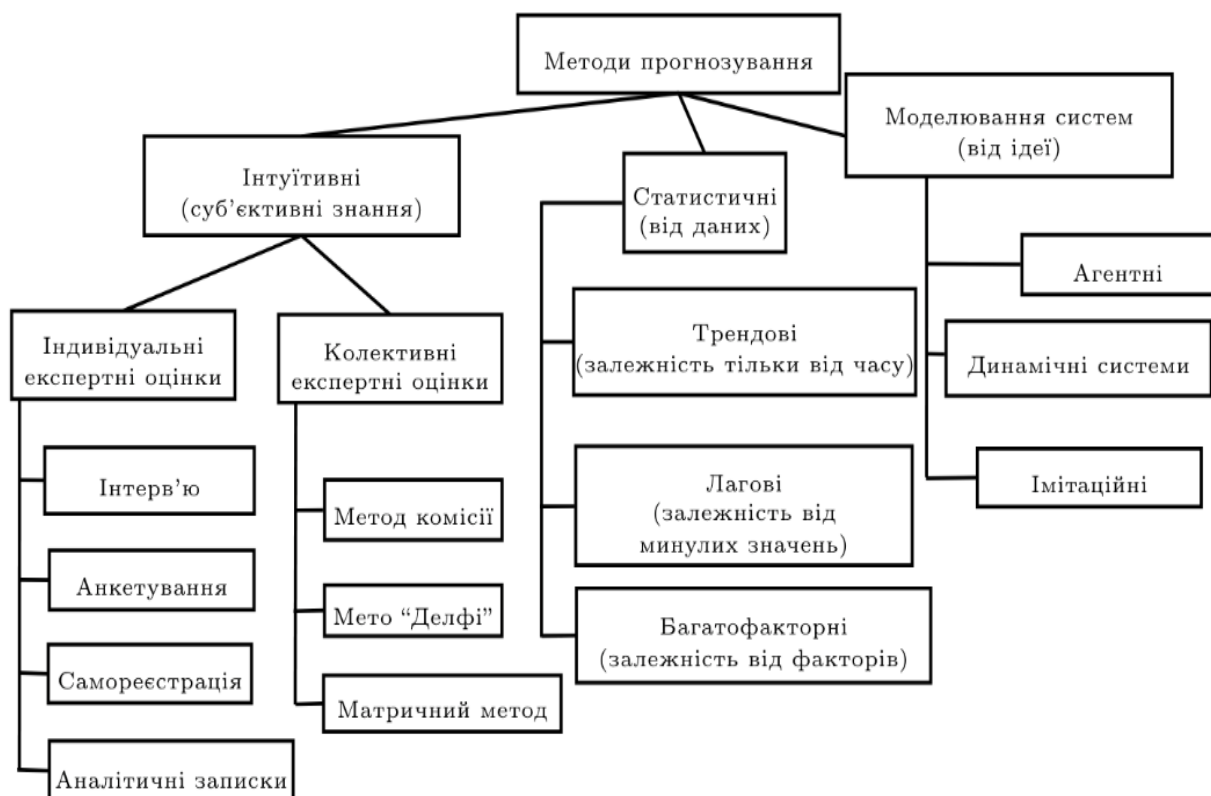 Методи прогнозування
Моделювання систем
(від ідеї)
Інтуїтивні
(суб’єктивні знання)
Статистичні
(від даних)
Агентні
Індивідуальні
експертні оцінки
Колективні
експертні оцінки
Трендові
(залежність тільки від часу)
Динамічні системи
Інтерв’ю
Метод комісії
Лагові
(залежність від
минулих значень)
Імітаційні
Анкетування
Мето “Делфі”
Багатофакторні
(залежність від факторів)
Самореєстрація
Матричний метод
Аналітичні записки